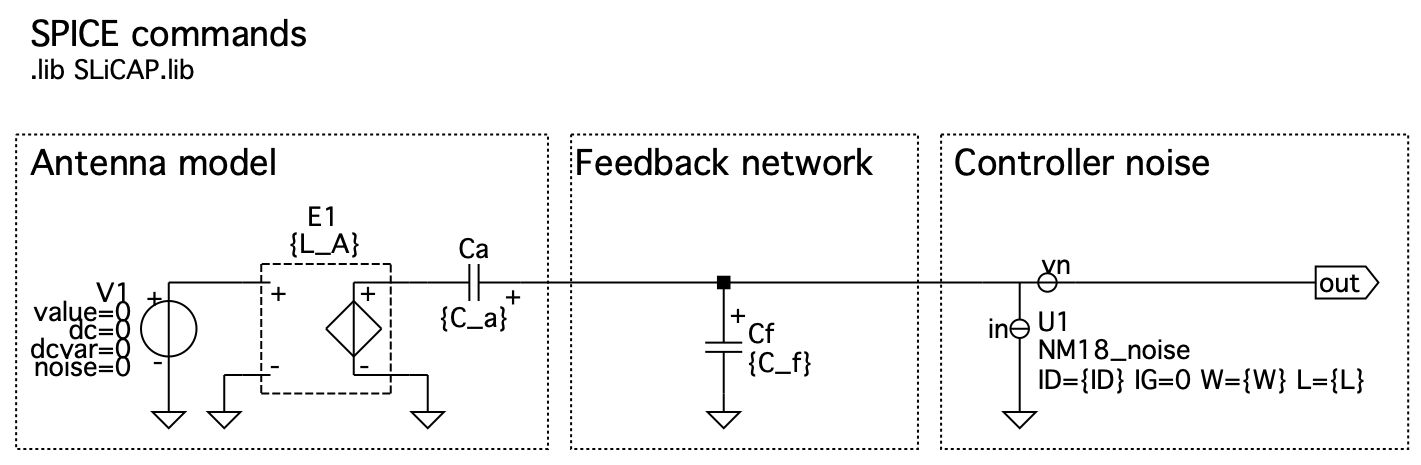 SPICE commands
.lib SLiCAP.lib
Antenna model
Feedback network
Controller noise
E1
{L_A}
Ca
{C_a}
+
V1
value=0
dc=0
dcvar=0
noise=0
+
-
+
-
+
-
+
Cf
{C_f}
vn
out
in
U1
NM18_noise
ID={ID} IG=0 W={W} L={L}